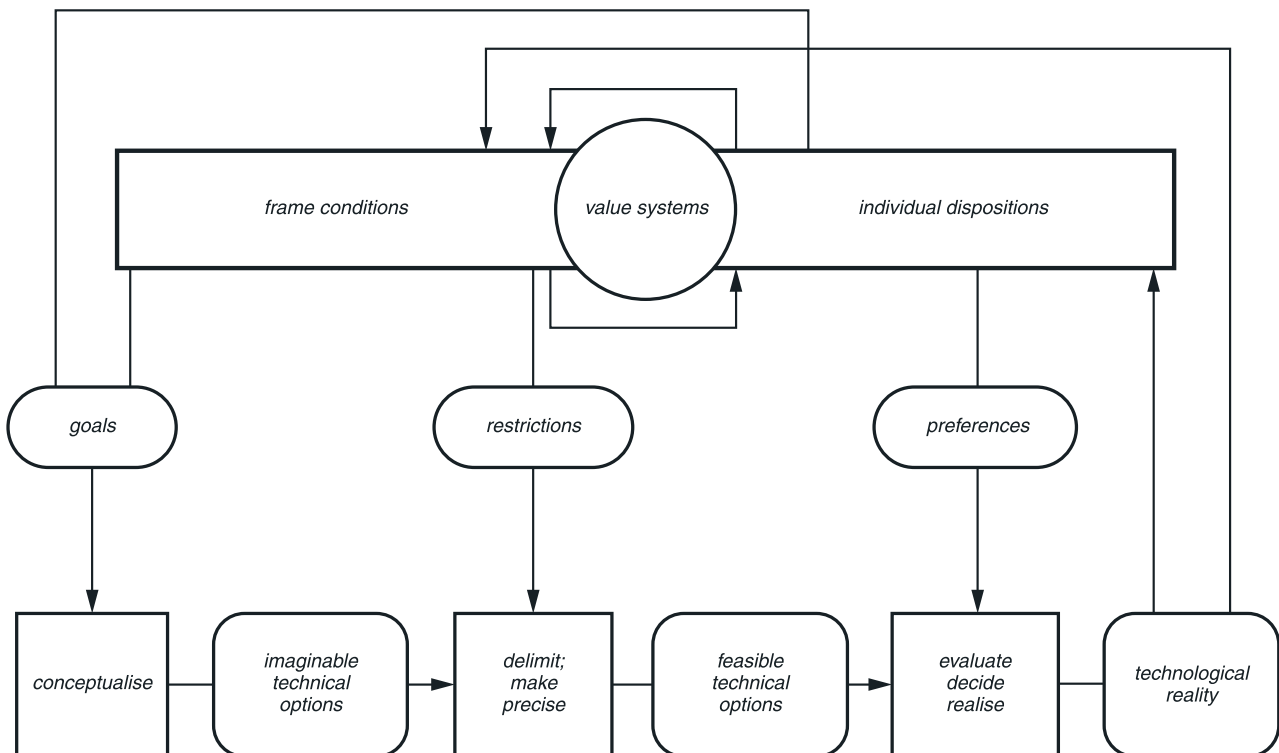 frame conditions
value systems
individual dispositions
goals
restrictions
preferences
conceptualise
imaginable
technical
options
delimit;
make
precise
feasible
technical
options
evaluate
decide
realise
technological
reality